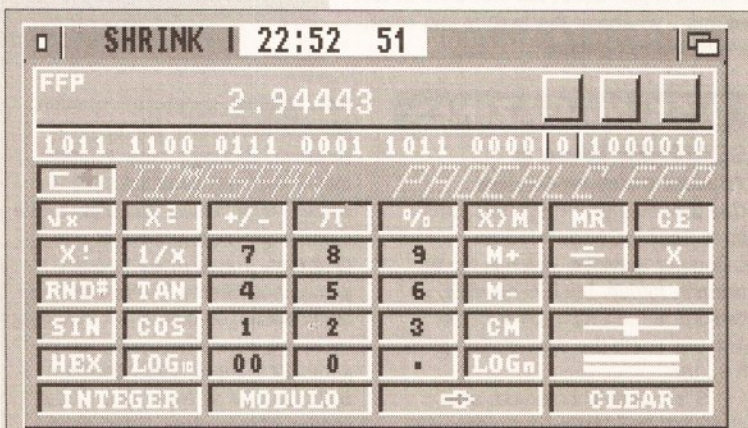 SHRINK 22:52 51
FFP
2.94443
1011 1100 0111 0001 1011 0000 0 1000010
TIMESPAN PROCALC FFP
√x X² +/- π % X>M MR CE
X! 1/x 7 8 9 M+ ÷ X
RND# TAN 4 5 6 M-
SIN COS 1 2 3 CM
HEX LOG₁₀ 00 0 . LOGn =
INTEGER MODULO CLEAR